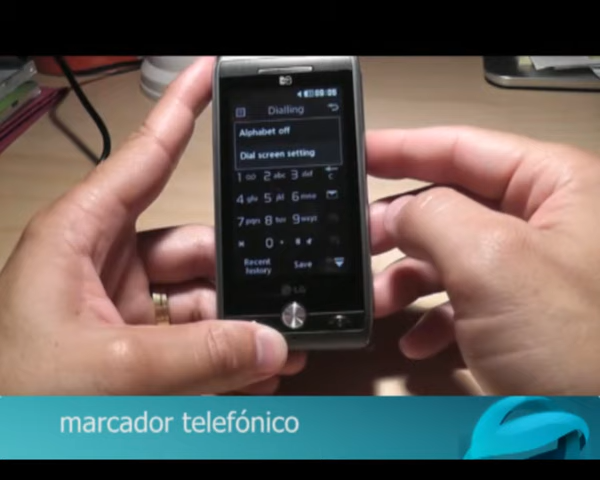 Dialling
Alphabet off
Dial screen setting
1 2 abc 3 def
4 ghi 5 jkl 6 mno
7 pqrs 8 tuv 9 wxyz
0 + #
Recent history
Save
LG
marcador telefónico